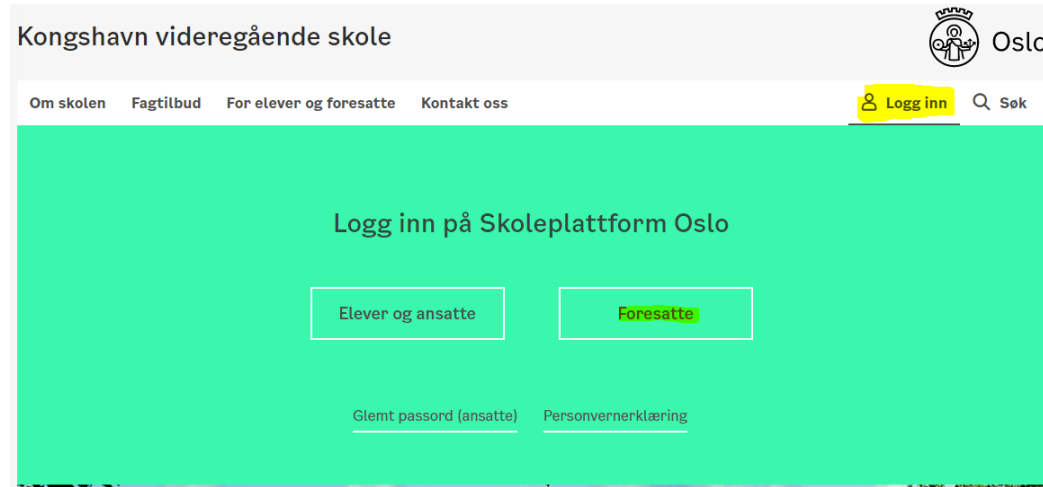 Kongshavn videregående skole
Om skolen Fagtilbud For elever og foresatte Kontakt oss Logg inn Søk
Logg inn på Skoleplattform Oslo
Elever og ansatte Foresatte
Glemt passord (ansatte) Personvernerklæring